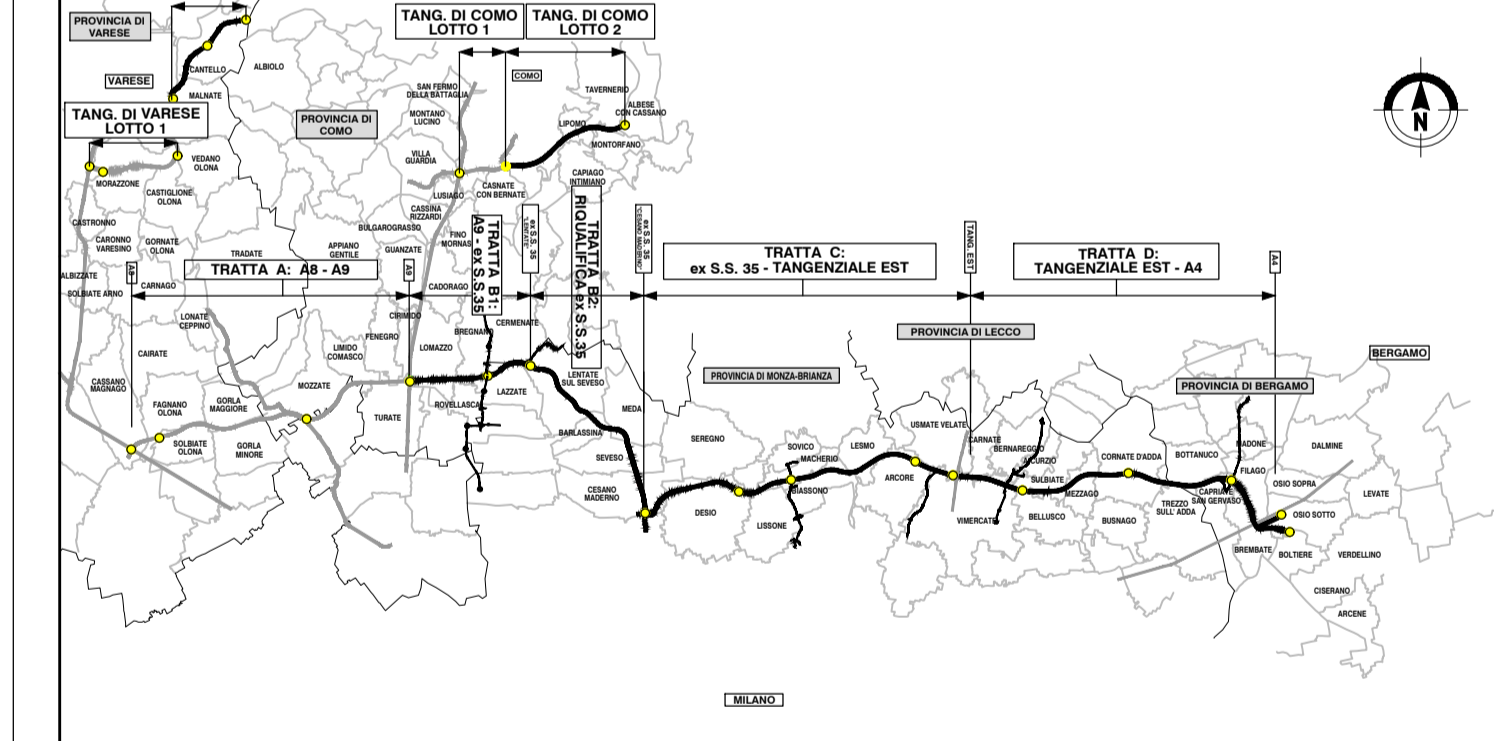 PROVINCIA DI
VARESE
TANG. DI COMO
LOTTO 1
TANG. DI COMO
LOTTO 2
CANTELLO
ALBIOLO
VARESE
MALNATE
COMO
SAN FERMO
DELLA BATTAGLIA
TAVERNERIO
ALBESE
CON CASSANO
TANG. DI VARESE
LOTTO 1
PROVINCIA DI
COMO
MONTANO
LUCINO
LIPOMO
MONTORFANO
N
VEDANO
OLONA
VILLA
GUARDIA
MORAZZONE
CASTIGLIONE
OLONA
LUSIAGO
CASNATE
CON BERNATE
CAPIAGO
INTIMIANO
CASSINA
RIZZARDI
CASTRONNO
BULGAROGRASSO
CARONNO
VARESINO
GORNATE
OLONA
TRADATE
APPIANO
GENTILE
GUANZATE
FINO
MORNAS
TRATTA B1:
A9 - ex S.S.35
ex S.S. 35
"LENTATE"
TRATTA B2:
RIQUALIFICA ex S.S.35
ex S.S. 35
"CESANO MADERNO"
TRATTA C:
ex S.S. 35 - TANGENZIALE EST
TANG. EST
TRATTA D:
TANGENZIALE EST - A4
A4
ALBIZZATE
A8
TRATTA A: A8 - A9
A9
SOLBIATE ARNO
CARNAGO
CADORAGO
LONATE
CEPPINO
CIRIMIDO
CERMENATE
BREGNANO
FENEGRO
LOMAZZO
LIMIDO
COMASCO
CAIRATE
PROVINCIA DI LECCO
BERGAMO
CASSANO
MAGNAGO
MOZZATE
LAZZATE
LENTATE
SUL SEVESO
PROVINCIA DI MONZA-BRIANZA
PROVINCIA DI BERGAMO
FAGNANO
OLONA
GORLA
MAGGIORE
TURATE
ROVELLASCA
MEDA
BARLASSINA
SOLBIATE
OLONA
GORLA
MINORE
SEVESO
SEREGNO
SOVICO
MACHERIO
LESMO
USMATE VELATE
CARNATE
BERNAREGGIO
AICURZIO
CORNATE D'ADDA
BOTTANUCO
MADONE
DALMINE
FILAGO
CESANO
MADERNO
DESIO
BIASSONO
LISSONE
ARCORE
SULBIATE
MEZZAGO
VIMERCATE
BELLUSCO
BUSNAGO
TREZZO
SULL' ADDA
CAPRIATE
SAN GERVASO
OSIO SOPRA
LEVATE
OSIO SOTTO
BREMBATE
BOLTIERE
VERDELLINO
CISERANO
ARCENE
MILANO